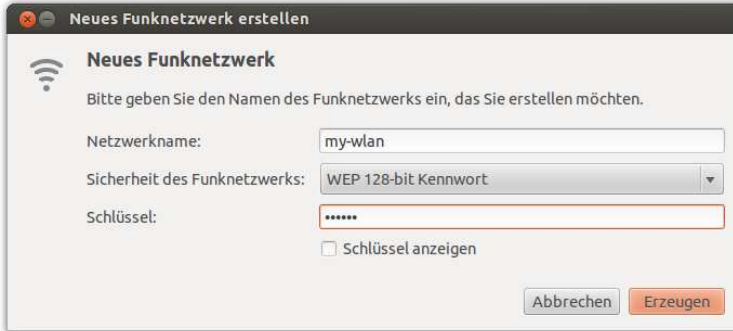 Neues Funknetzwerk erstellen
Neues Funknetzwerk
Bitte geben Sie den Namen des Funknetzwerks ein, das Sie erstellen möchten.
Netzwerkname: my-wlan
Sicherheit des Funknetzwerks: WEP 128-bit Kennwort
Schlüssel: ••••••
Schlüssel anzeigen
Abbrechen Erzeugen